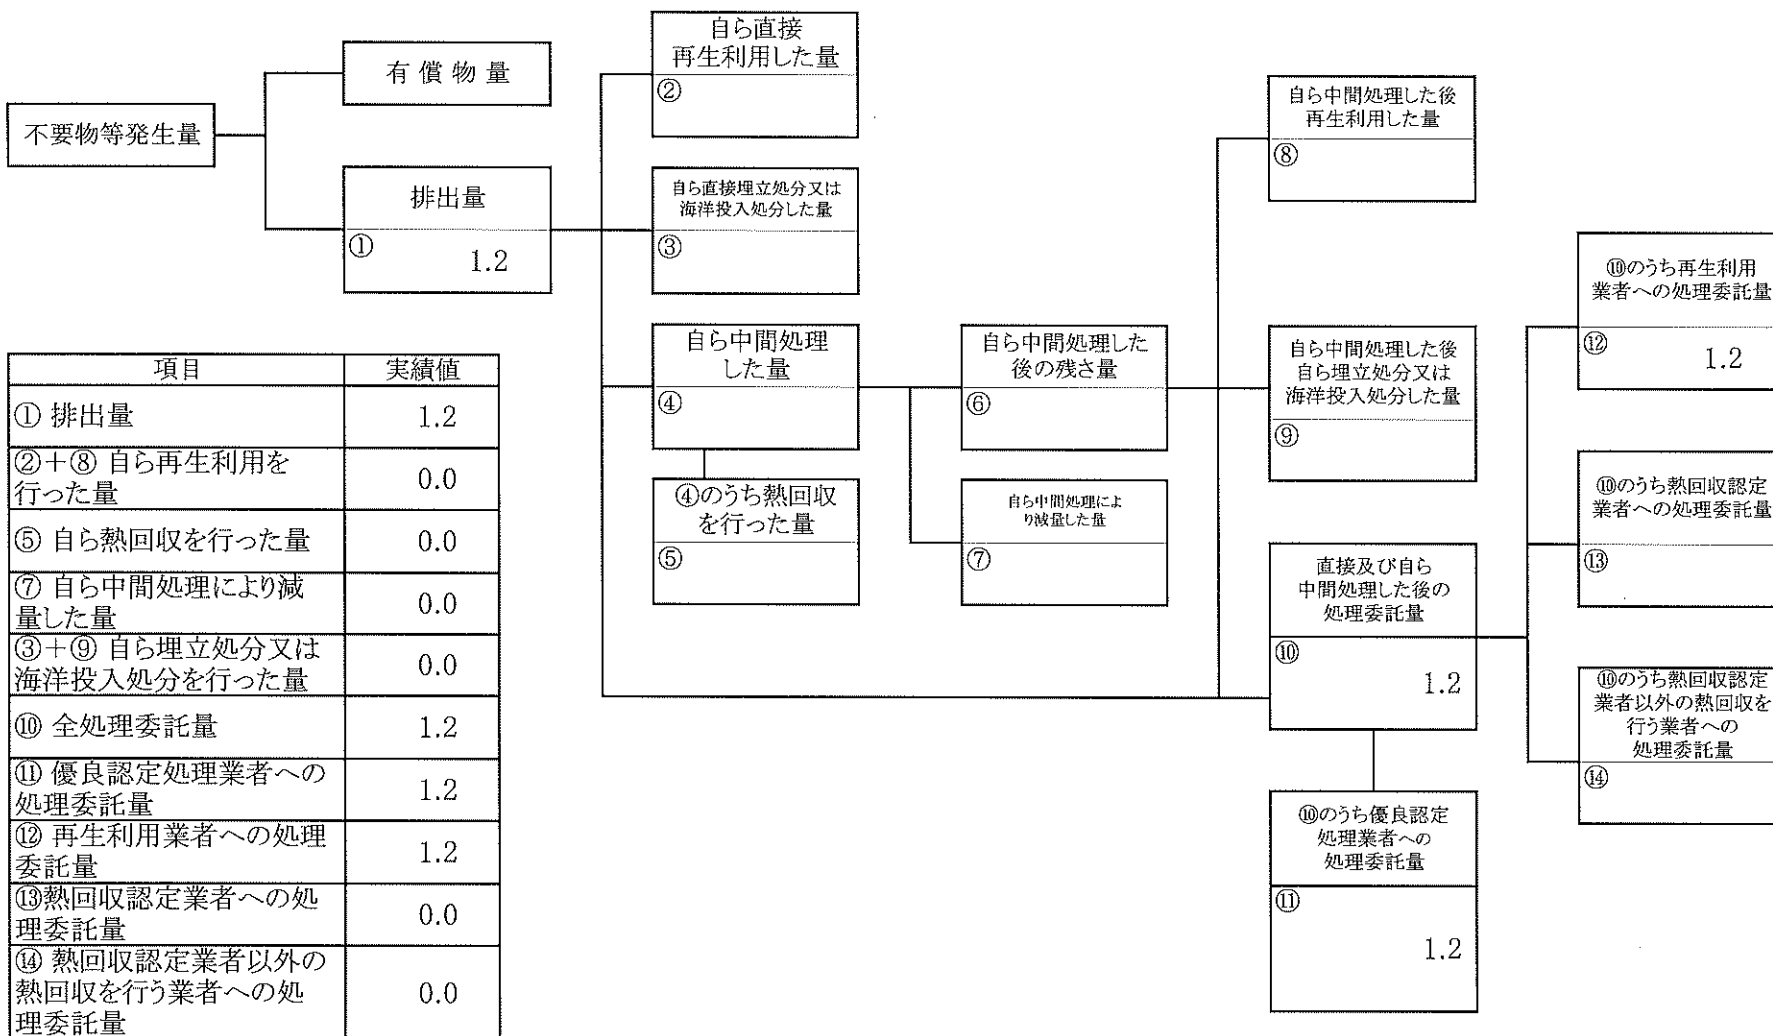 不要物等発生量
有償物量
排出量
①
1.2
自ら直接
再生利用した量
②
自ら直接埋立処分又は
海洋投入処分した量
③
自ら中間処理
した量
④
④のうち熱回収
を行った量
⑤
自ら中間処理した
後の残さ量
⑥
自ら中間処理によ
り減量した量
⑦
自ら中間処理した後
再生利用した量
⑧
自ら中間処理した後
自ら埋立処分又は
海洋投入処分した量
⑨
直接及び自ら
中間処理した後の
処理委託量
⑩
1.2
⑩のうち優良認定
処理業者への
処理委託量
⑪
1.2
⑩のうち再生利用
業者への処理委託量
⑫
1.2
⑩のうち熱回収認定
業者への処理委託量
⑬
⑩のうち熱回収認定
業者以外の熱回収を
行う業者への
処理委託量
⑭
項目 実績値
① 排出量 1.2
②+⑧ 自ら再生利用を
行った量 0.0
⑤ 自ら熱回収を行った量 0.0
⑦ 自ら中間処理により減
量した量 0.0
③+⑨ 自ら埋立処分又は
海洋投入処分を行った量 0.0
⑩ 全処理委託量 1.2
⑪ 優良認定処理業者への
処理委託量 1.2
⑫ 再生利用業者への処理
委託量 1.2
⑬熱回収認定業者への処
理委託量 0.0
⑭ 熱回収認定業者以外の
熱回収を行う業者への処
理委託量 0.0